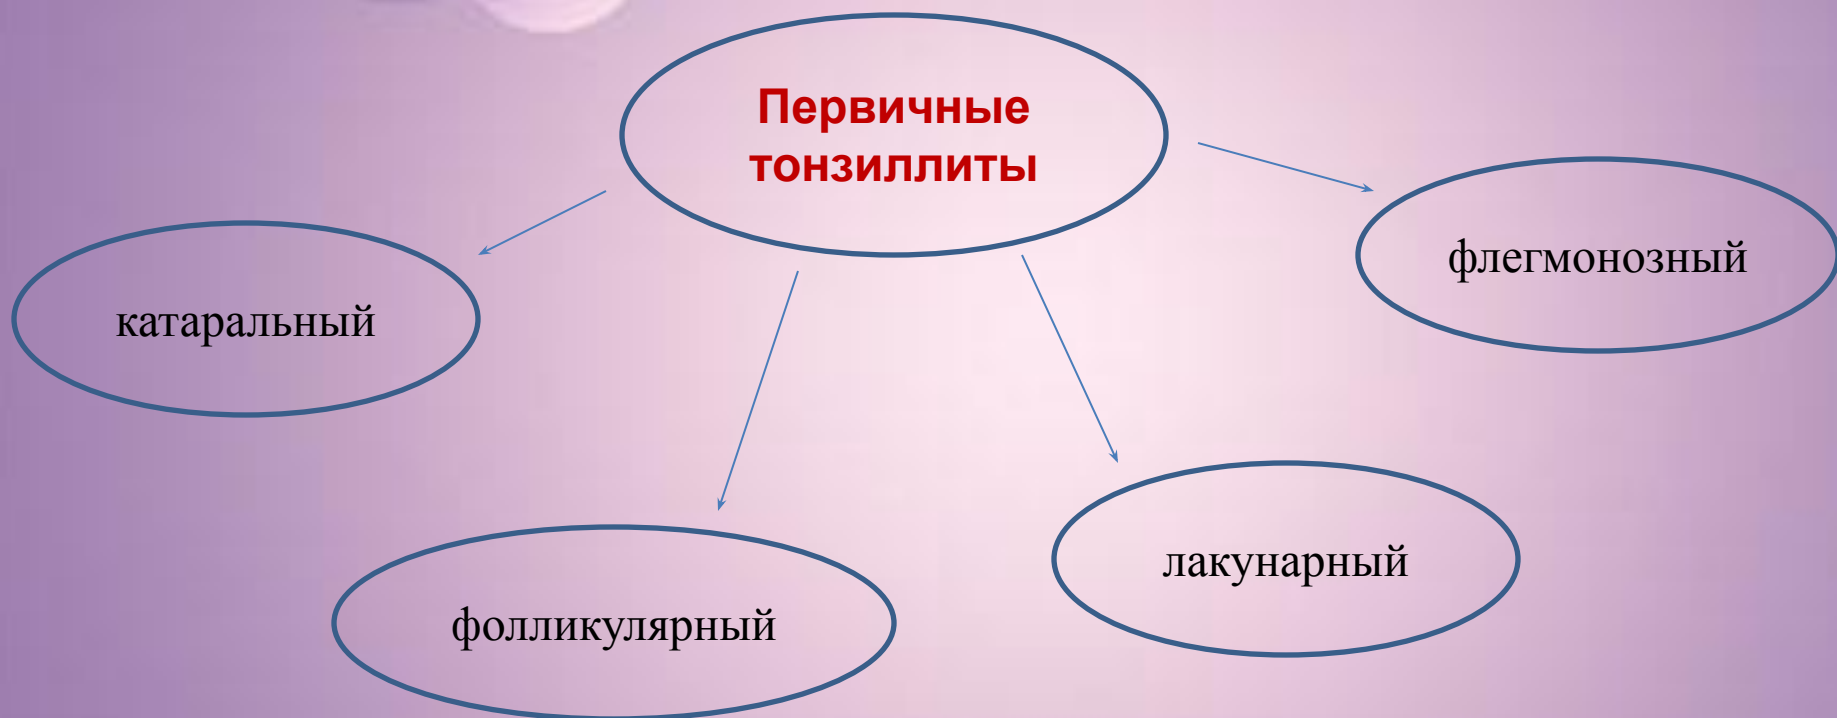 Первичные
тонзиллиты
флегмонозный
катаральный
лакунарный
фолликулярный